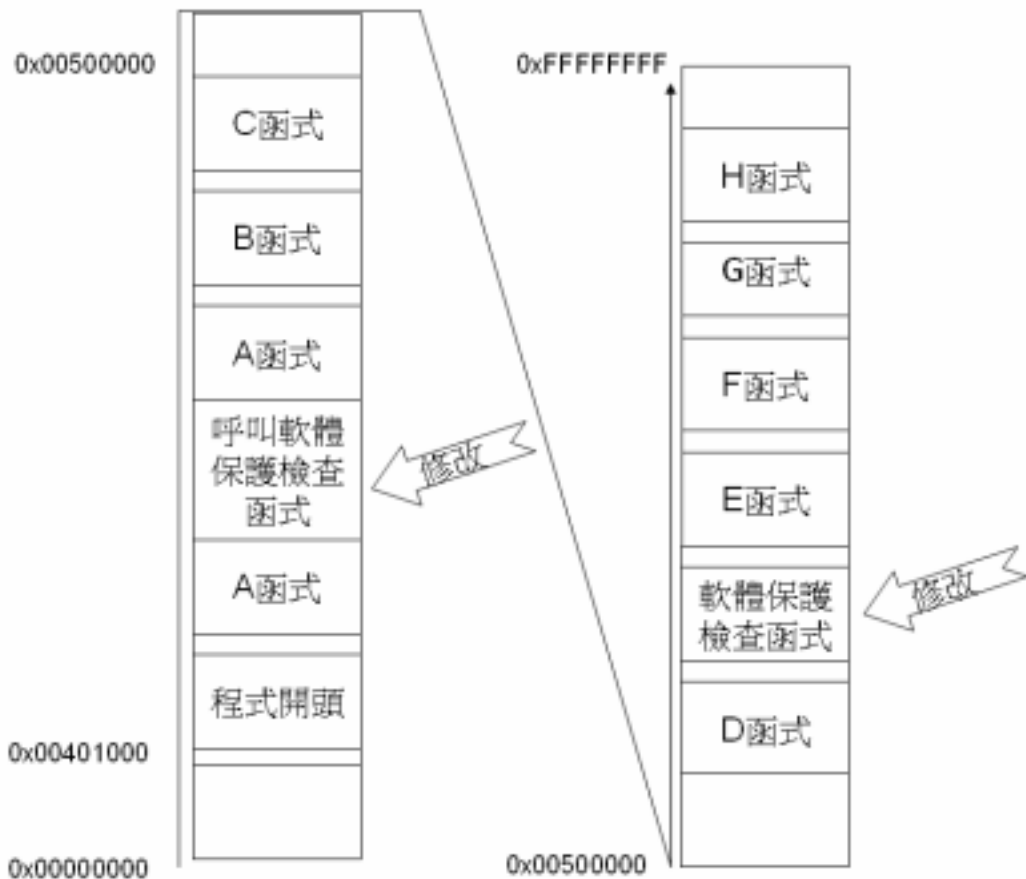 0x00500000
C函式
B函式
A函式
呼叫軟體
保護檢查
函式
修改
A函式
程式開頭
0x00401000
0x00000000
0xFFFFFFFF
H函式
G函式
F函式
E函式
軟體保護
檢查函式
修改
D函式
0x00500000